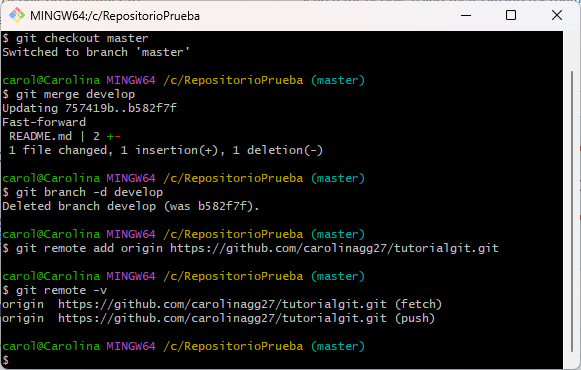 MINGW64:/c/RepositorioPrueba
$ git checkout master
Switched to branch 'master'
carol@Carolina MINGW64 /c/RepositorioPrueba (master)
$ git merge develop
Updating 757419b..b582f7f
Fast-forward
 README.md | 2 +-
 1 file changed, 1 insertion(+), 1 deletion(-)
carol@Carolina MINGW64 /c/RepositorioPrueba (master)
$ git branch -d develop
Deleted branch develop (was b582f7f).
carol@Carolina MINGW64 /c/RepositorioPrueba (master)
$ git remote add origin https://github.com/carolinagg27/tutorialgit.git
carol@Carolina MINGW64 /c/RepositorioPrueba (master)
$ git remote -v
origin  https://github.com/carolinagg27/tutorialgit.git (fetch)
origin  https://github.com/carolinagg27/tutorialgit.git (push)
carol@Carolina MINGW64 /c/RepositorioPrueba (master)
$